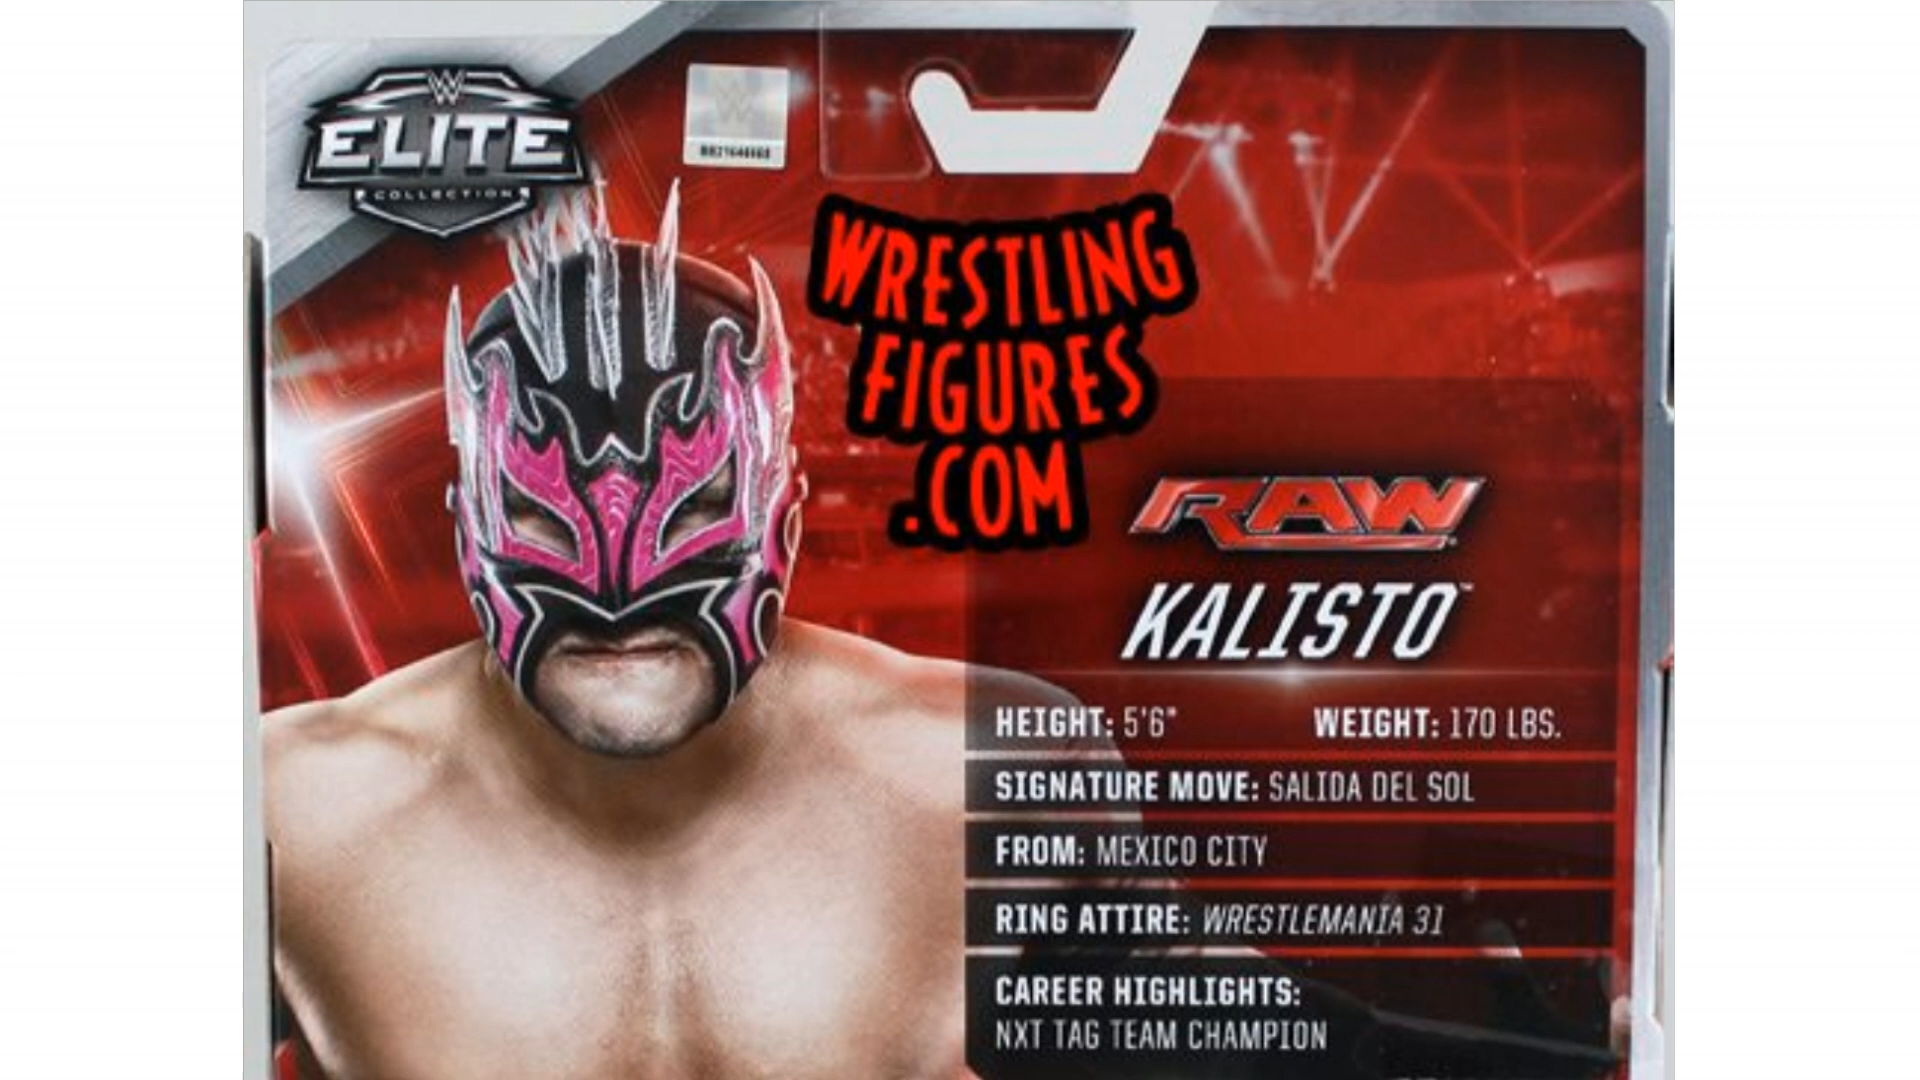 W
ELITE
COLLECTION
WRESTLING
FIGURES
.COM
RAW
KALISTO™
HEIGHT: 5'6" WEIGHT: 170 LBS.
SIGNATURE MOVE: SALIDA DEL SOL
FROM: MEXICO CITY
RING ATTIRE: WRESTLEMANIA 31
CAREER HIGHLIGHTS:
NXT TAG TEAM CHAMPION